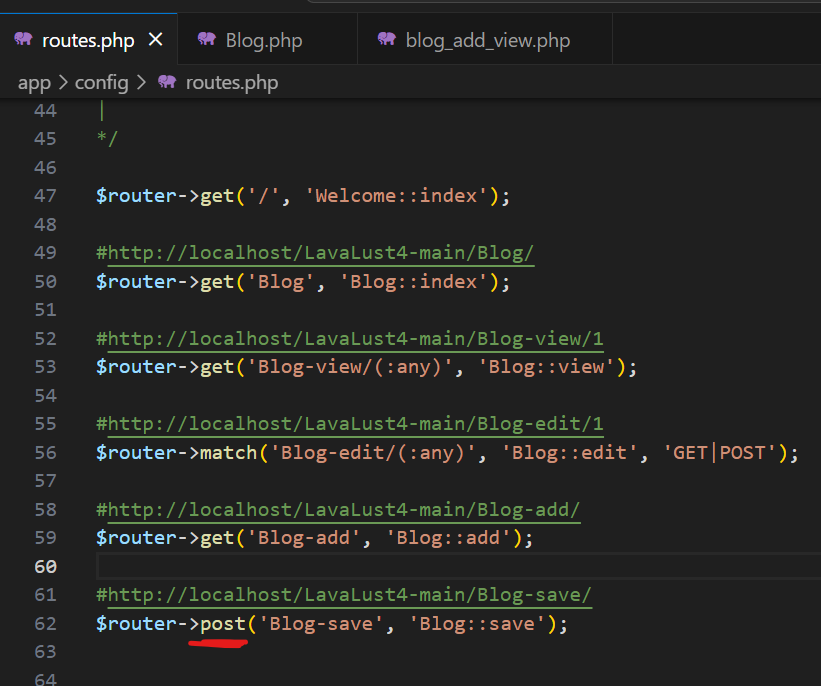 routes.php Blog.php blog_add_view.php
app > config > routes.php
44 |
45 */
46
47 $router->get('/', 'Welcome::index');
48
49 #http://localhost/LavaLust4-main/Blog/
50 $router->get('Blog', 'Blog::index');
51
52 #http://localhost/LavaLust4-main/Blog-view/1
53 $router->get('Blog-view/(:any)', 'Blog::view');
54
55 #http://localhost/LavaLust4-main/Blog-edit/1
56 $router->match('Blog-edit/(:any)', 'Blog::edit', 'GET|POST');
57
58 #http://localhost/LavaLust4-main/Blog-add/
59 $router->get('Blog-add', 'Blog::add');
60
61 #http://localhost/LavaLust4-main/Blog-save/
62 $router->post('Blog-save', 'Blog::save');
63
64